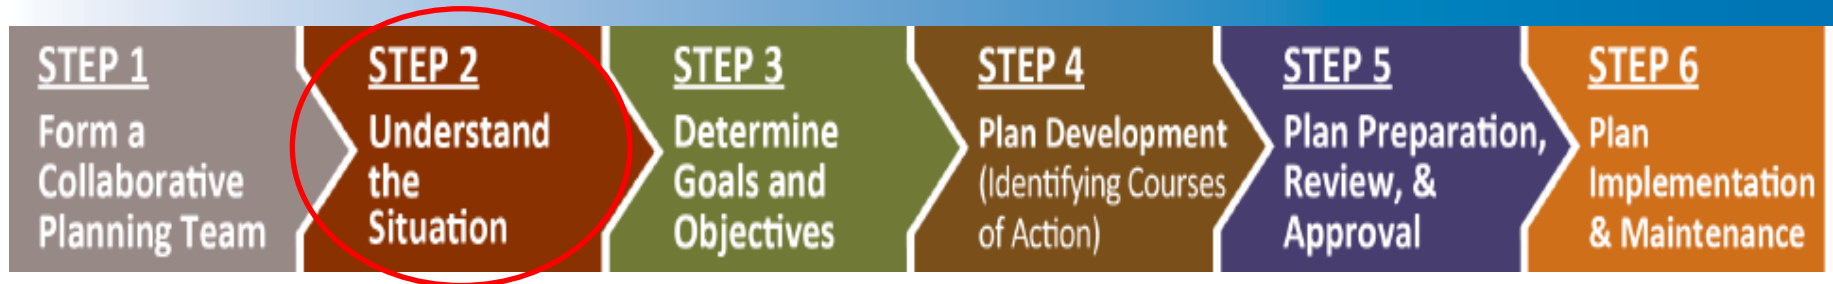 STEP 1
Form a
Collaborative
Planning Team
STEP 2
Understand
the
Situation
STEP 3
Determine
Goals and
Objectives
STEP 4
Plan Development
(Identifying Courses
of Action)
STEP 5
Plan Preparation,
Review, &
Approval
STEP 6
Plan
Implementation
& Maintenance